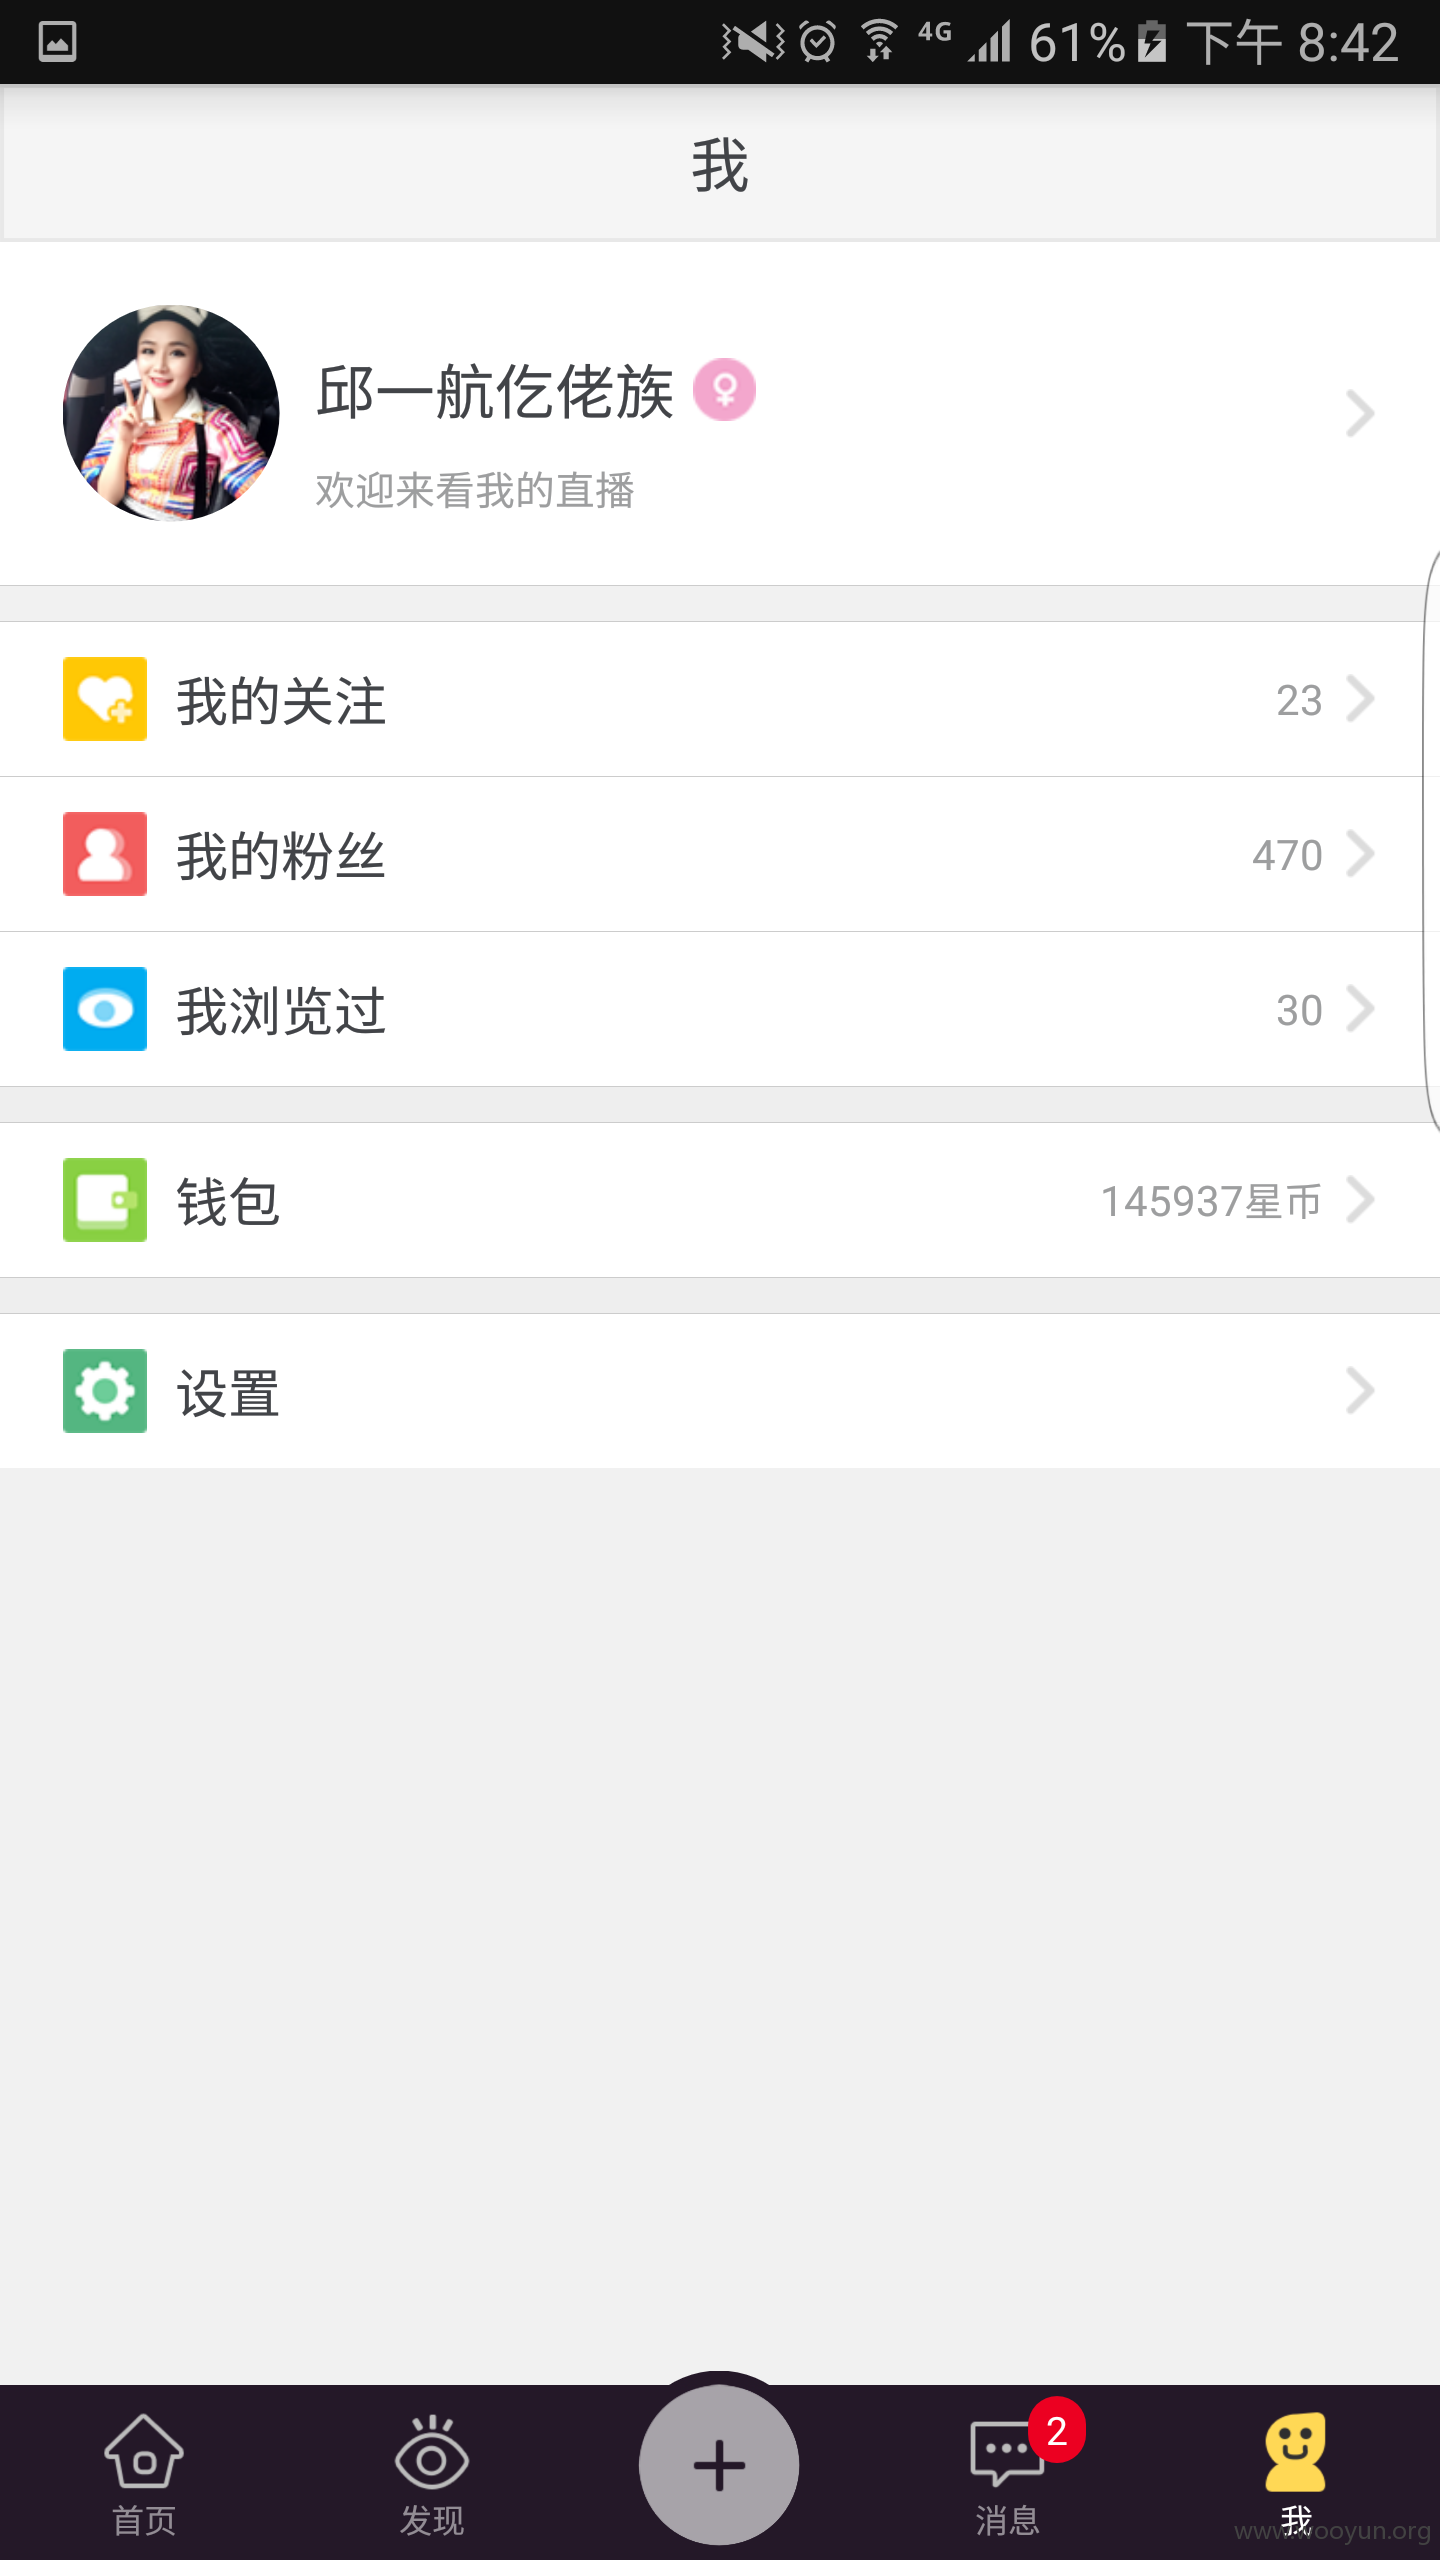 4G 61% 下午 8:42
我
邱一航仡佬族
欢迎来看我的直播
我的关注 23
我的粉丝 470
我浏览过 30
钱包 145937星币
设置
2
首页 发现 消息 我
www.wooyun.org